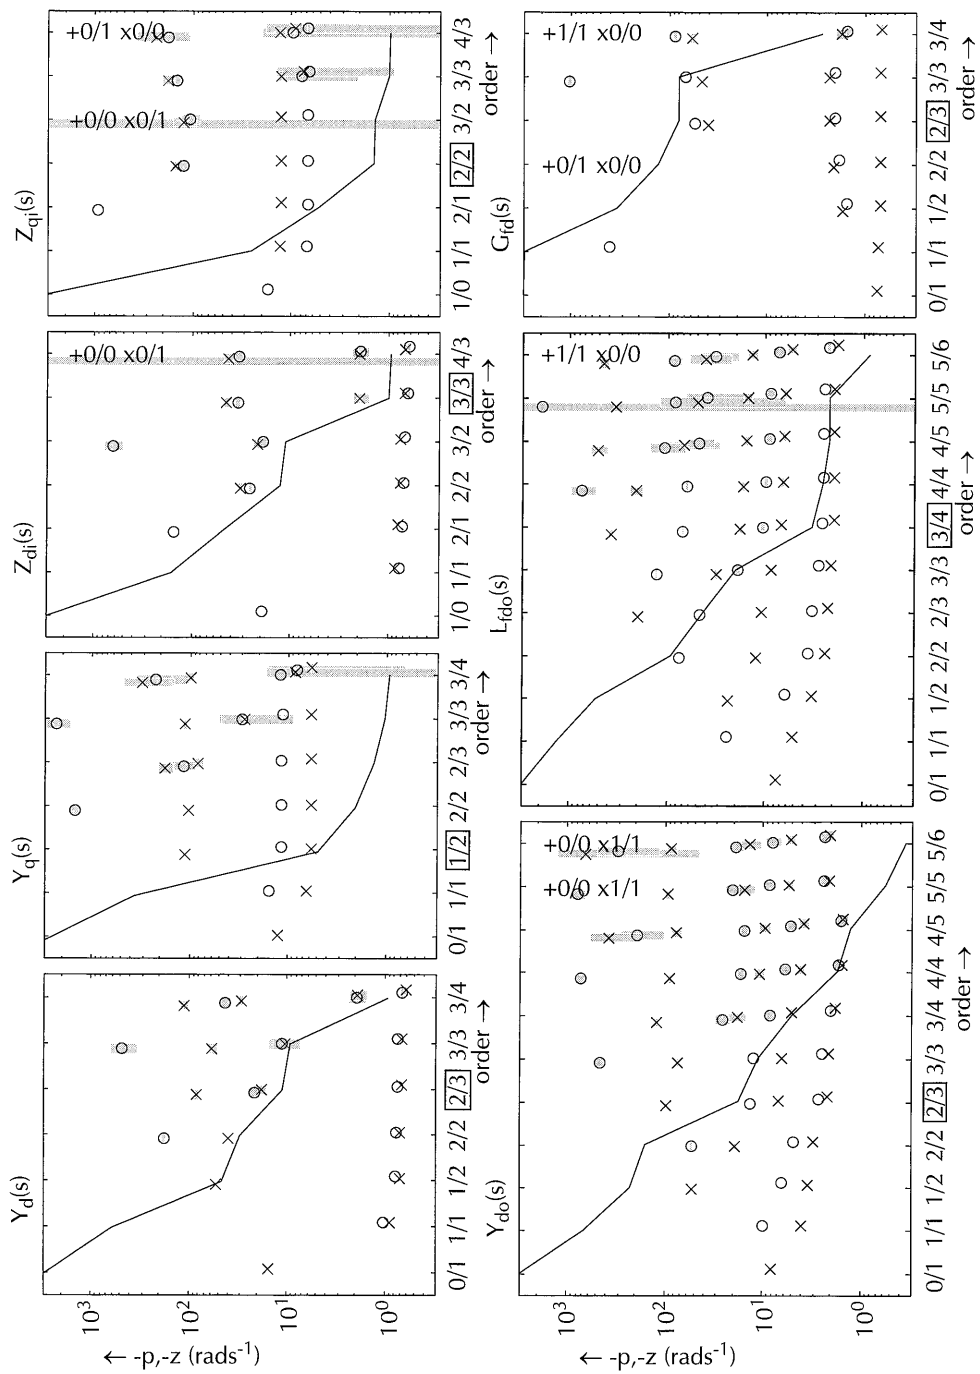 Z_qi(s)
+0/1 x0/0
+0/0 x0/1
1/0 1/1 2/1 2/2 3/2 3/3 4/3
order →
G_fd(s)
+1/1 x0/0
+0/1 x0/0
0/1 1/1 1/2 2/2 2/3 3/3 3/4
order →
Z_di(s)
+0/0 x0/1
1/0 1/1 2/1 2/2 3/2 3/3 4/3
order →
L_fdo(s)
+1/1 x0/0
0/1 1/1 1/2 2/2 2/3 3/3 3/4 4/4 4/5 5/5 5/6
order →
Y_q(s)
0/1 1/1 1/2 2/2 2/3 3/3 3/4
order →
Y_d(s)
0/1 1/1 1/2 2/2 2/3 3/3 3/4
order →
Y_do(s)
+0/0 x1/1
+0/0 x1/1
0/1 1/1 1/2 2/2 2/3 3/3 3/4 4/4 4/5 5/5 5/6
order →
10³ 10² 10¹ 10⁰
10³ 10² 10¹ 10⁰
← -p,-z (rads⁻¹)